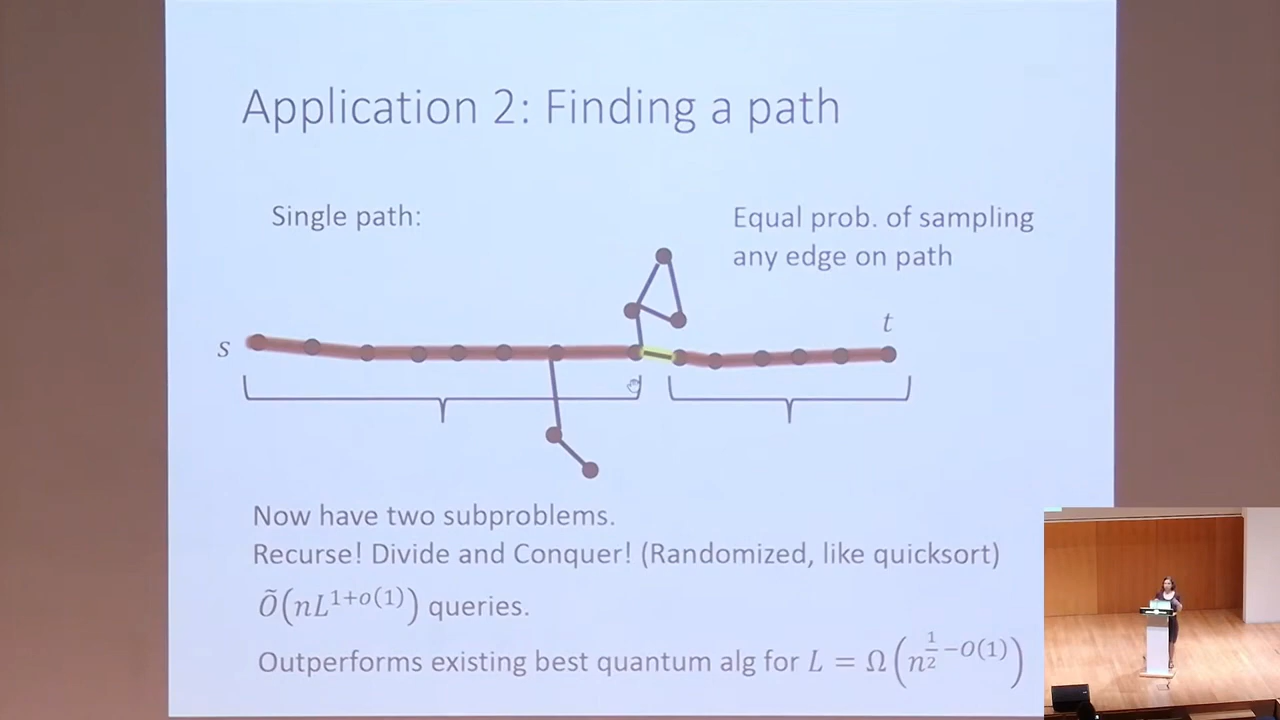 Application 2: Finding a path
Single path:
Equal prob. of sampling
any edge on path
s
t
Now have two subproblems.
Recurse! Divide and Conquer! (Randomized, like quicksort)
Õ(nL^{1+o(1)}) queries.
Outperforms existing best quantum alg for L = Ω(n^{1/2−O(1)})